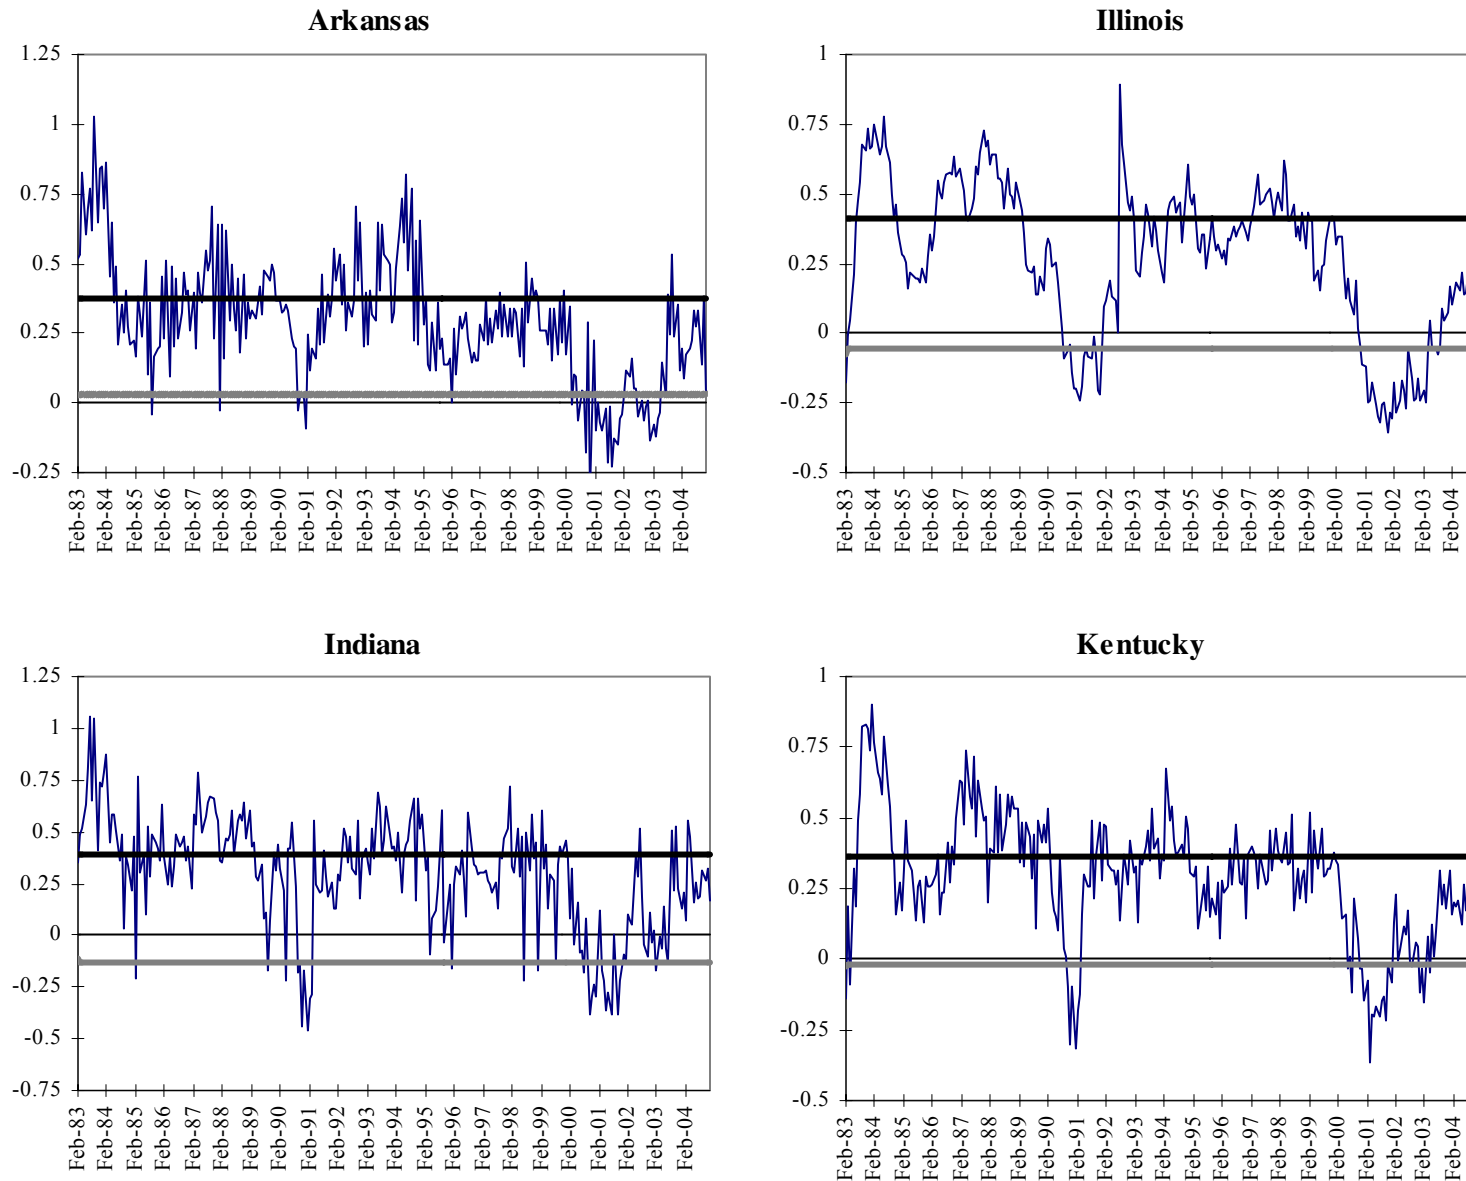 Arkansas
1.25
1
0.75
0.5
0.25
0
-0.25
Feb-83
Feb-84
Feb-85
Feb-86
Feb-87
Feb-88
Feb-89
Feb-90
Feb-91
Feb-92
Feb-93
Feb-94
Feb-95
Feb-96
Feb-97
Feb-98
Feb-99
Feb-00
Feb-01
Feb-02
Feb-03
Feb-04
Illinois
1
0.75
0.5
0.25
0
-0.25
-0.5
Feb-83
Feb-84
Feb-85
Feb-86
Feb-87
Feb-88
Feb-89
Feb-90
Feb-91
Feb-92
Feb-93
Feb-94
Feb-95
Feb-96
Feb-97
Feb-98
Feb-99
Feb-00
Feb-01
Feb-02
Feb-03
Feb-04
Indiana
1.25
1
0.75
0.5
0.25
0
-0.25
-0.5
-0.75
Feb-83
Feb-84
Feb-85
Feb-86
Feb-87
Feb-88
Feb-89
Feb-90
Feb-91
Feb-92
Feb-93
Feb-94
Feb-95
Feb-96
Feb-97
Feb-98
Feb-99
Feb-00
Feb-01
Feb-02
Feb-03
Feb-04
Kentucky
1
0.75
0.5
0.25
0
-0.25
-0.5
Feb-83
Feb-84
Feb-85
Feb-86
Feb-87
Feb-88
Feb-89
Feb-90
Feb-91
Feb-92
Feb-93
Feb-94
Feb-95
Feb-96
Feb-97
Feb-98
Feb-99
Feb-00
Feb-01
Feb-02
Feb-03
Feb-04